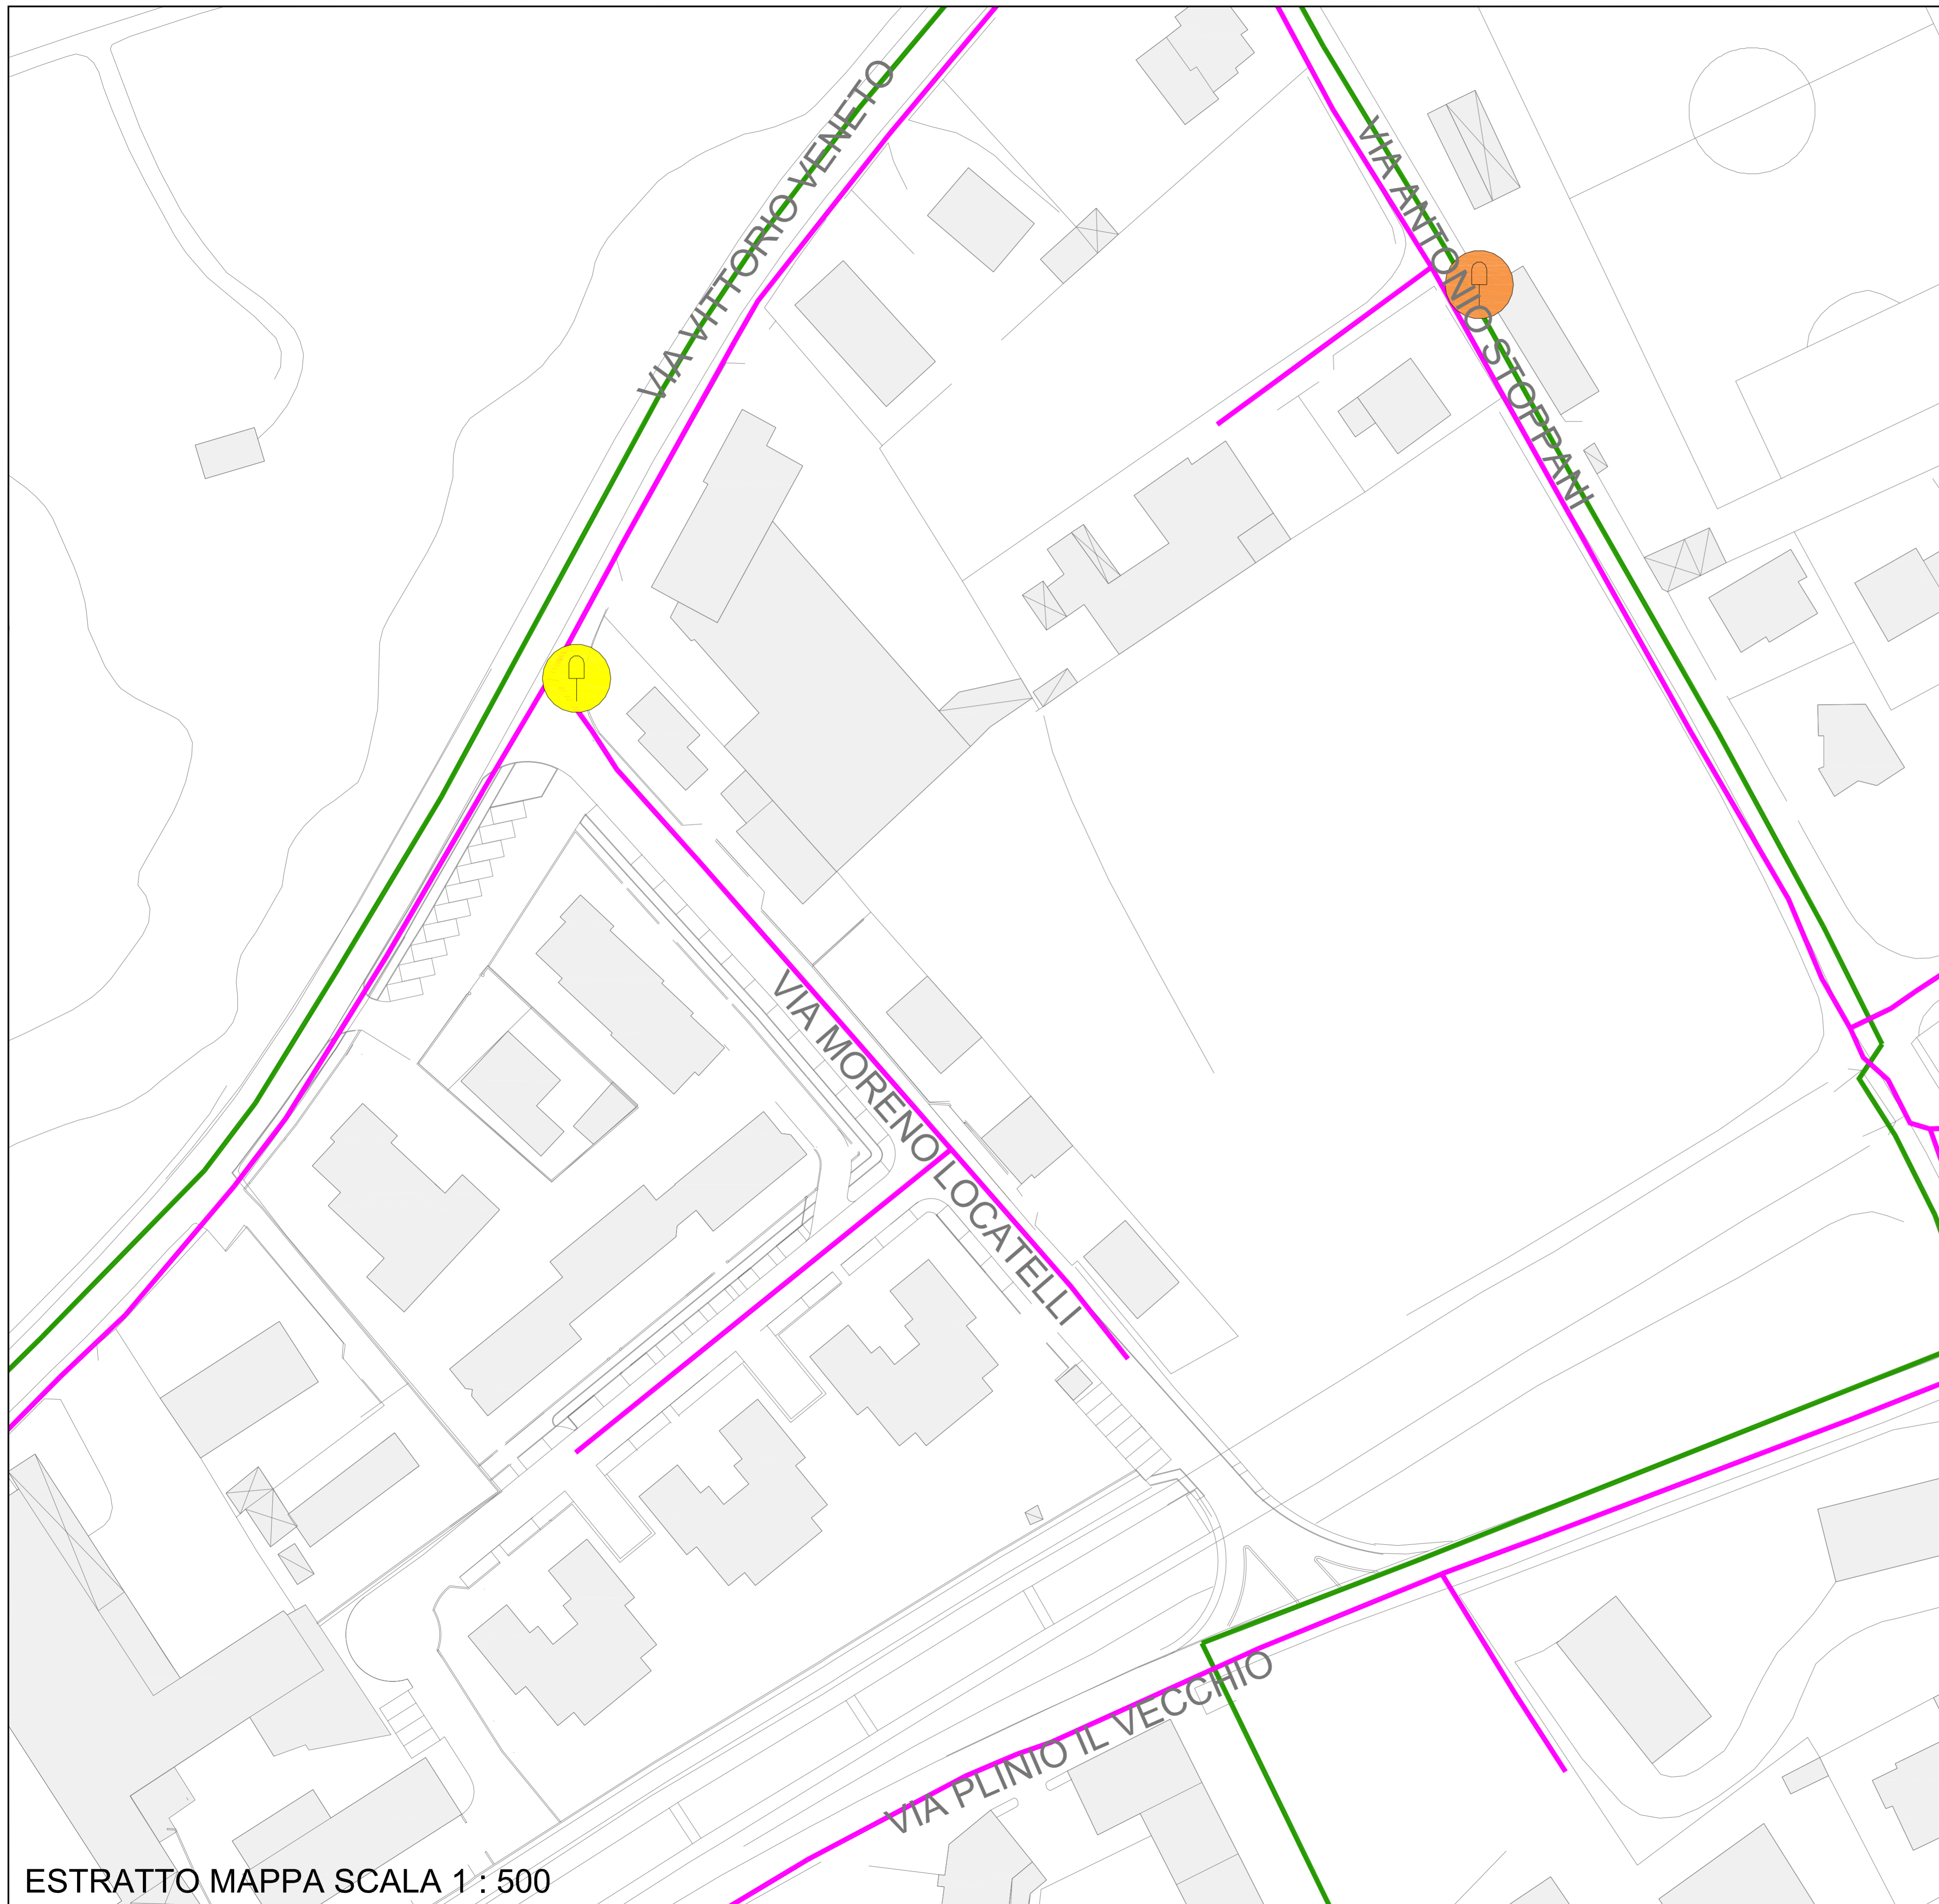 VIA VITTORIO VENETO
VIA ANTONIO STOPPANI
VIA MORENO LOCATELLI
VIA PLINIO IL VECCHIO
ESTRATTO MAPPA SCALA 1 : 500